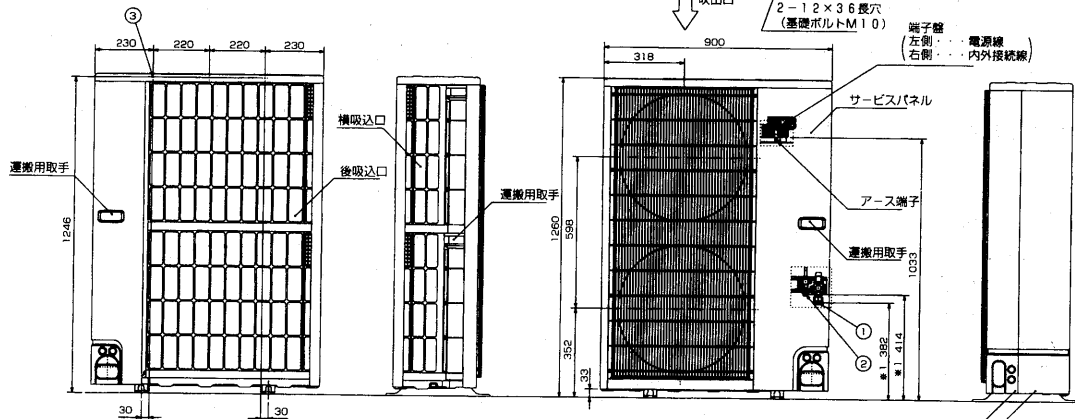 吹出口
2-12×36長穴
(基礎ボルトM10)
端子盤
左側・・・電源線
右側・・・内外接続線
③
230
220
220
230
900
318
サービスパネル
横吸込口
運搬用取手
後吸込口
運搬用取手
アース端子
運搬用取手
1246
1260
598
1033
352
33
①
②
※1 382
※1 414
30
30